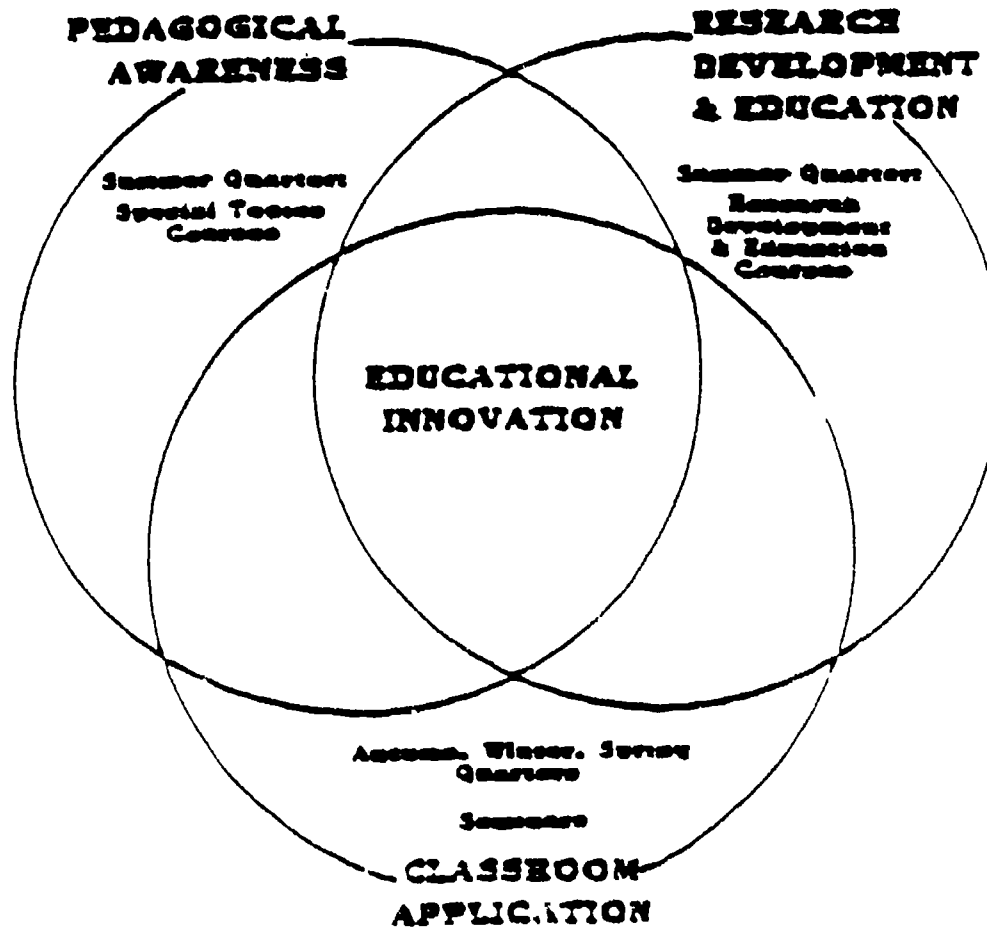 PEDAGOGICAL
AWARENESS
RESEARCH
DEVELOPMENT
& EDUCATION
Summer Quarter:
Special Topics
Courses
Summer Quarter:
Research
Development
& Education
Courses
EDUCATIONAL
INNOVATION
Autumn, Winter, Spring
Quarters
CLASSROOM
APPLICATION